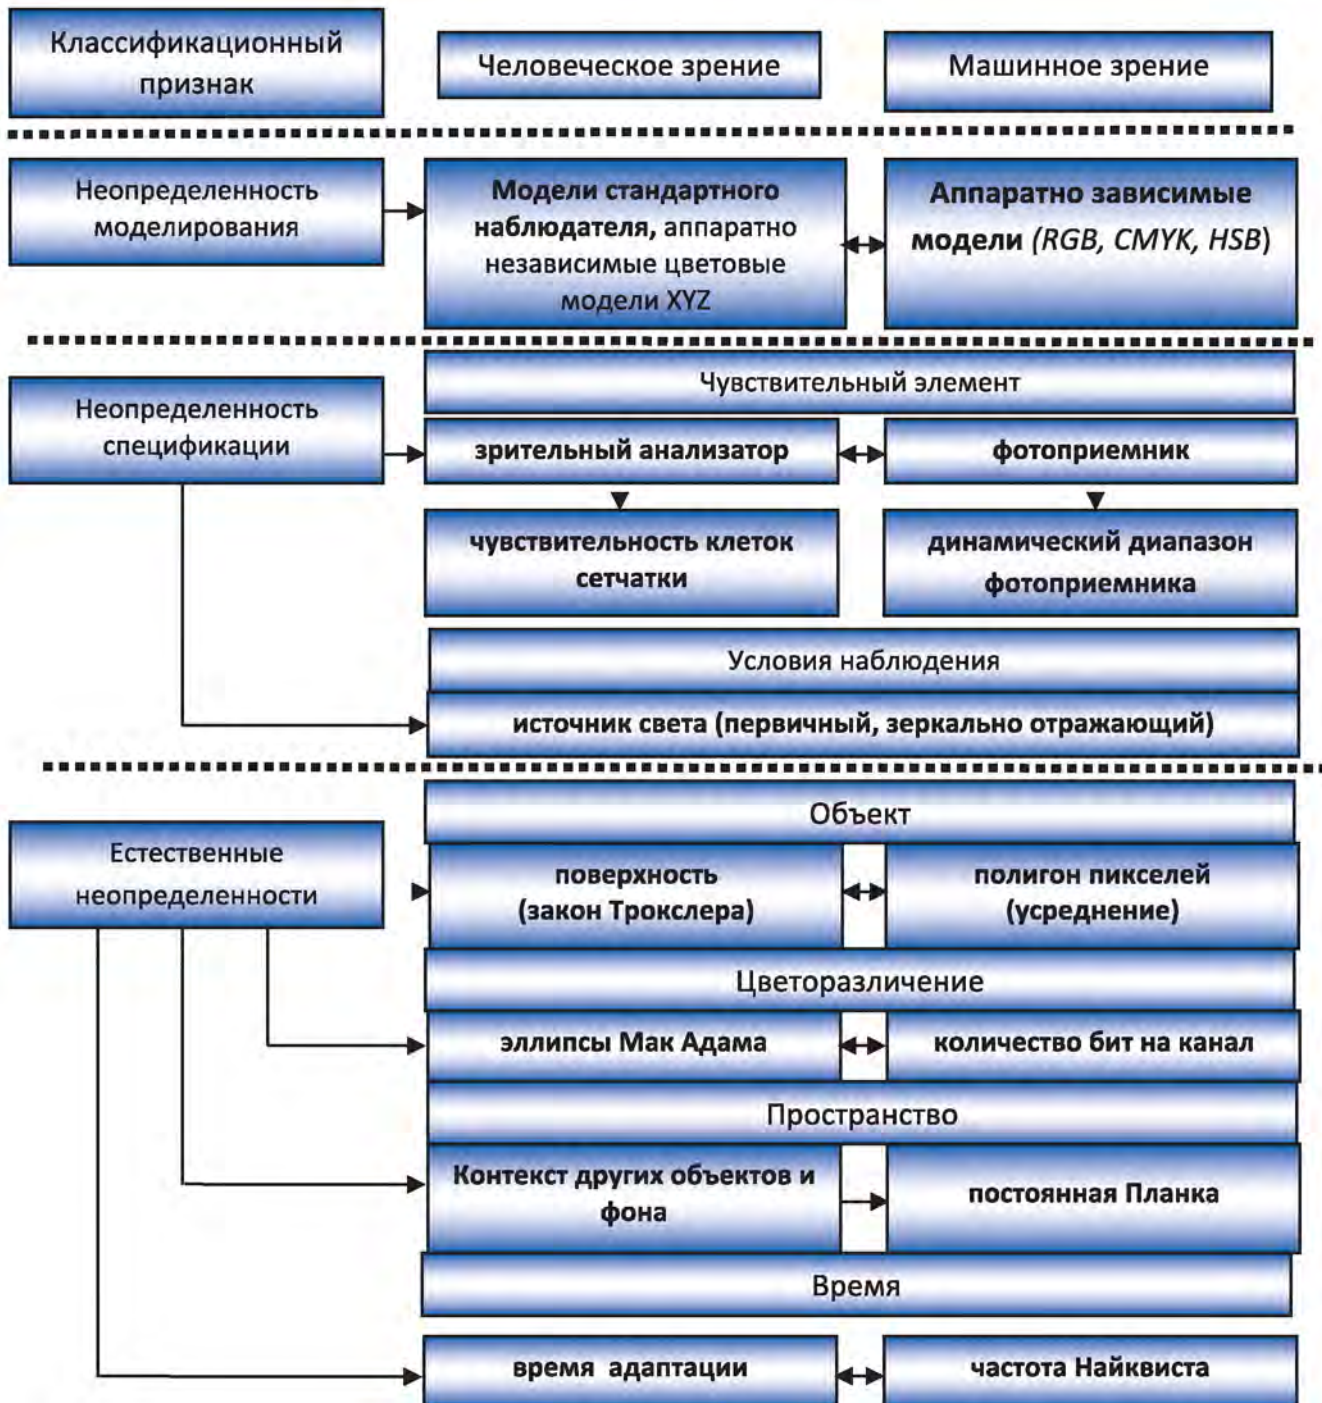 Классификационный
признак
Человеческое зрение
Машинное зрение
Неопределенность
моделирования
Модели стандартного
наблюдателя, аппаратно
независимые цветовые
модели XYZ
Аппаратно зависимые
модели (RGB, CMYK, HSB)
Неопределенность
спецификации
Чувствительный элемент
зрительный анализатор
фотоприемник
чувствительность клеток
сетчатки
динамический диапазон
фотоприемника
Условия наблюдения
источник света (первичный, зеркально отражающий)
Естественные
неопределенности
Объект
поверхность
(закон Трокслера)
полигон пикселей
(усреднение)
Цветоразличение
эллипсы Мак Адама
количество бит на канал
Пространство
Контекст других объектов и
фона
постоянная Планка
Время
время адаптации
частота Найквиста